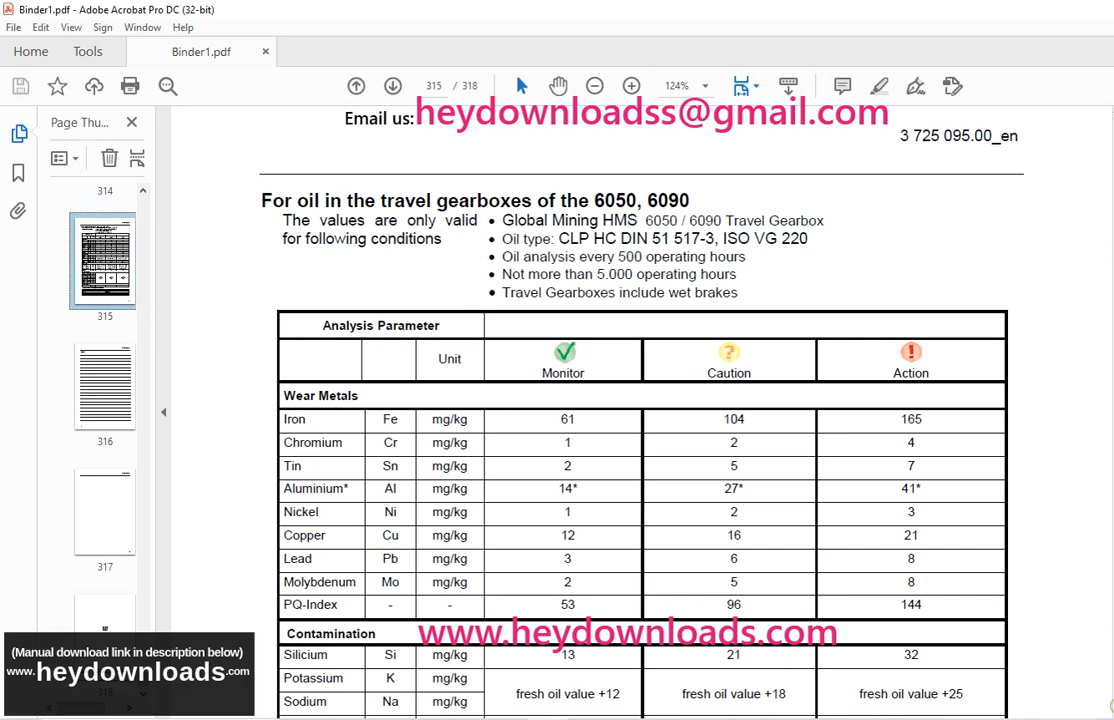 Binder1.pdf - Adobe Acrobat Pro DC (32-bit)
File Edit View Sign Window Help
Home Tools Binder1.pdf ×
315 / 318 124%
Page Thu... ×
314
315
316
317
318
Email us: heydownloadss@gmail.com
3 725 095.00_en
For oil in the travel gearboxes of the 6050, 6090
The values are only valid for following conditions
• Global Mining HMS 6050 / 6090 Travel Gearbox
• Oil type: CLP HC DIN 51 517-3, ISO VG 220
• Oil analysis every 500 operating hours
• Not more than 5.000 operating hours
• Travel Gearboxes include wet brakes
Analysis Parameter
Unit Monitor Caution Action
Wear Metals
Iron Fe mg/kg 61 104 165
Chromium Cr mg/kg 1 2 4
Tin Sn mg/kg 2 5 7
Aluminium* Al mg/kg 14* 27* 41*
Nickel Ni mg/kg 1 2 3
Copper Cu mg/kg 12 16 21
Lead Pb mg/kg 3 6 8
Molybdenum Mo mg/kg 2 5 8
PQ-Index - - 53 96 144
Contamination
www.heydownloads.com
Silicium Si mg/kg 13 21 32
Potassium K mg/kg
fresh oil value +12 fresh oil value +18 fresh oil value +25
Sodium Na mg/kg
(Manual download link in description below)
www.heydownloads.com